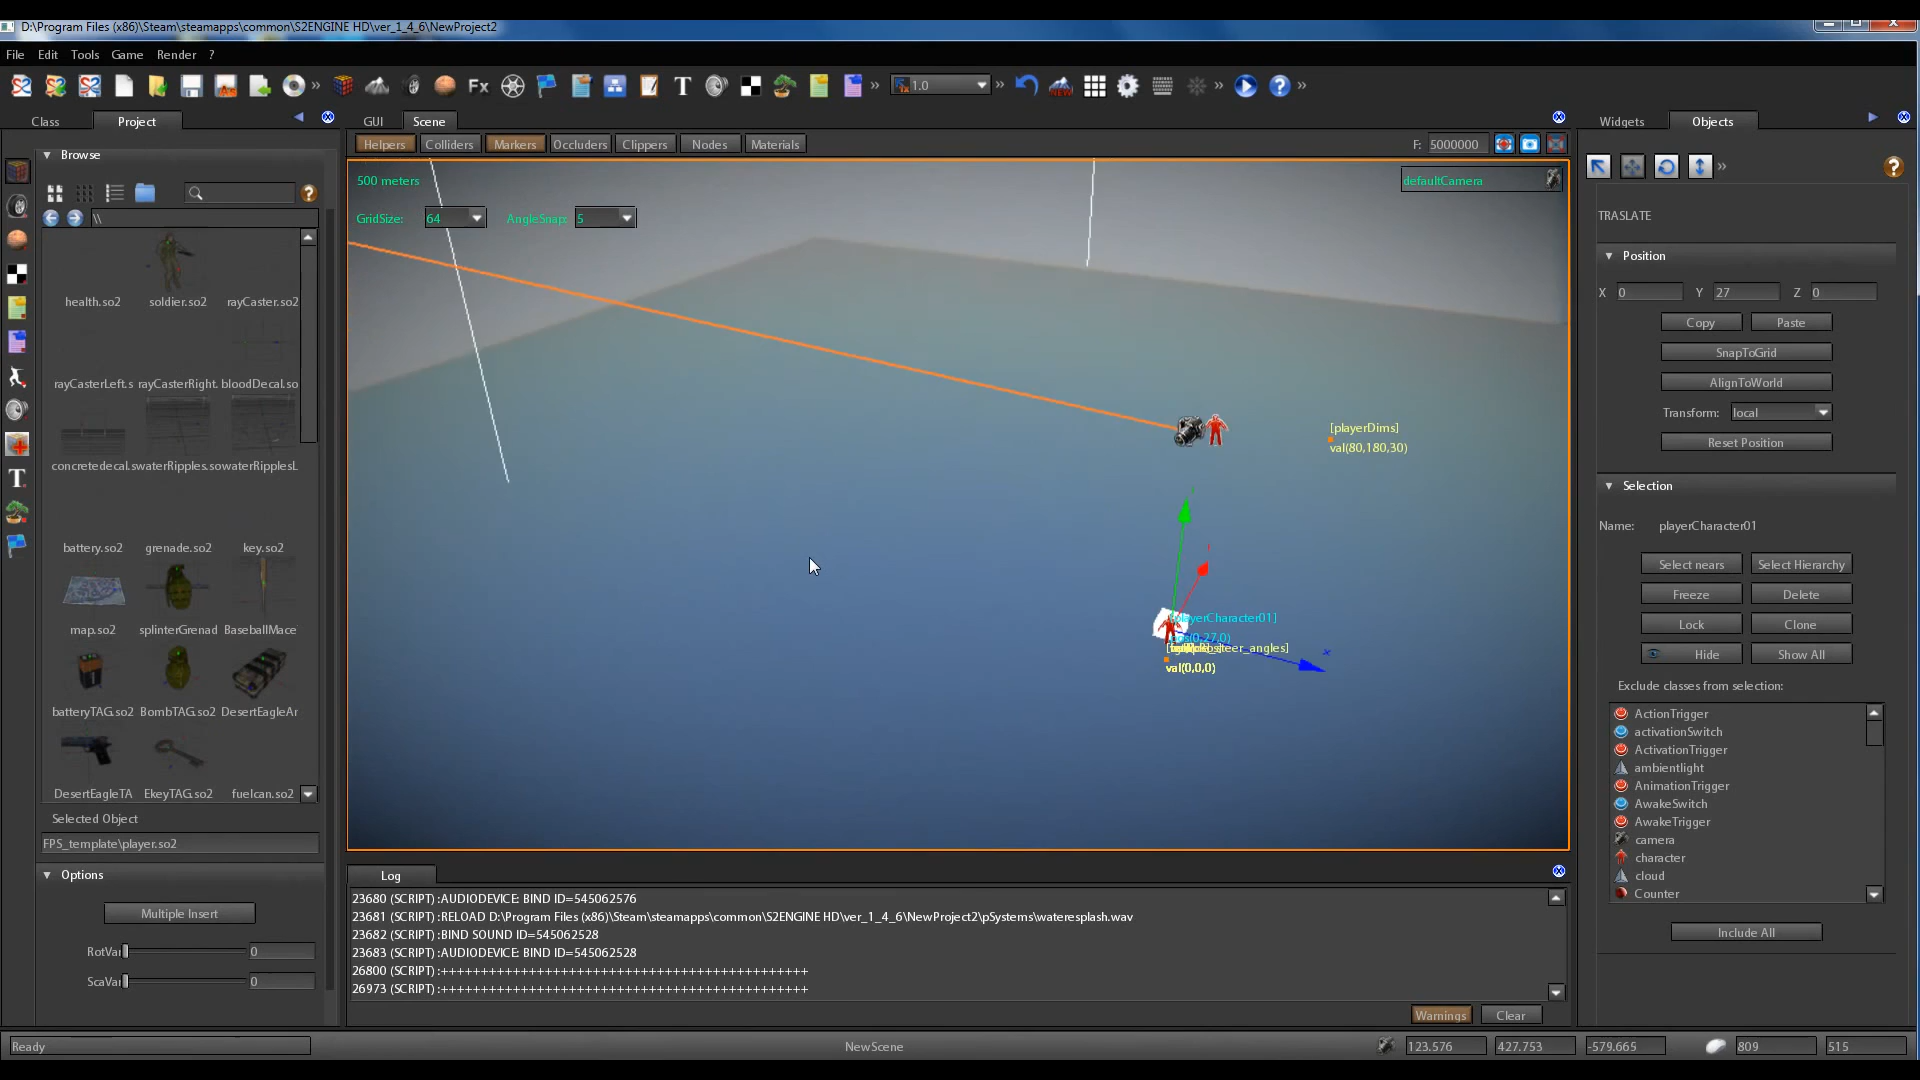 D:\Program Files (x86)\Steam\steamapps\common\S2ENGINE HD\ver_1_4_6\NewProject2
File Edit Tools Game Render ?
Fx T 1.0
Class Project
GUI Scene
Widgets Objects
Browse
Helpers Colliders Markers Occluders Clippers Nodes Materials F: 5000000
500 meters
defaultCamera
GridSize: 64 AngleSnap: 5
\\
health.so2 soldier.so2 rayCaster.so2
rayCasterLeft.s rayCasterRight. bloodDecal.so
concretedecal.s waterRipples.so waterRipplesL
battery.so2 grenade.so2 key.so2
map.so2 splinterGrenad BaseballMace
batteryTAG.so2 BombTAG.so2 DesertEagleAr
DesertEagleTA EkeyTAG.so2 fuelcan.so2
Selected Object
FPS_template\player.so2
Options
Multiple Insert
RotVar 0
ScaVar 0
[playerDims]
val(80,180,30)
playerCharacter01]
pos(0,27,0)
steer_angles]
val(0,0,0)
TRASLATE
Position
X 0 Y 27 Z 0
Copy Paste
SnapToGrid
AlignToWorld
Transform: local
Reset Position
Selection
Name: playerCharacter01
Select nears Select Hierarchy
Freeze Delete
Lock Clone
Hide Show All
Exclude classes from selection:
ActionTrigger
activationSwitch
ActivationTrigger
ambientlight
AnimationTrigger
AwakeSwitch
AwakeTrigger
camera
character
cloud
Counter
Include All
Log
23680 (SCRIPT) :AUDIODEVICE: BIND ID=545062576
23681 (SCRIPT) :RELOAD D:\Program Files (x86)\Steam\steamapps\common\S2ENGINE HD\ver_1_4_6\NewProject2\pSystems\wateresplash.wav
23682 (SCRIPT) :BIND SOUND ID=545062528
23683 (SCRIPT) :AUDIODEVICE: BIND ID=545062528
26800 (SCRIPT) :++++++++++++++++++++++++++++++++++++++++++++++
26973 (SCRIPT) :++++++++++++++++++++++++++++++++++++++++++++++
Warnings Clear
Ready NewScene 123.576 427.753 -579.665 809 515